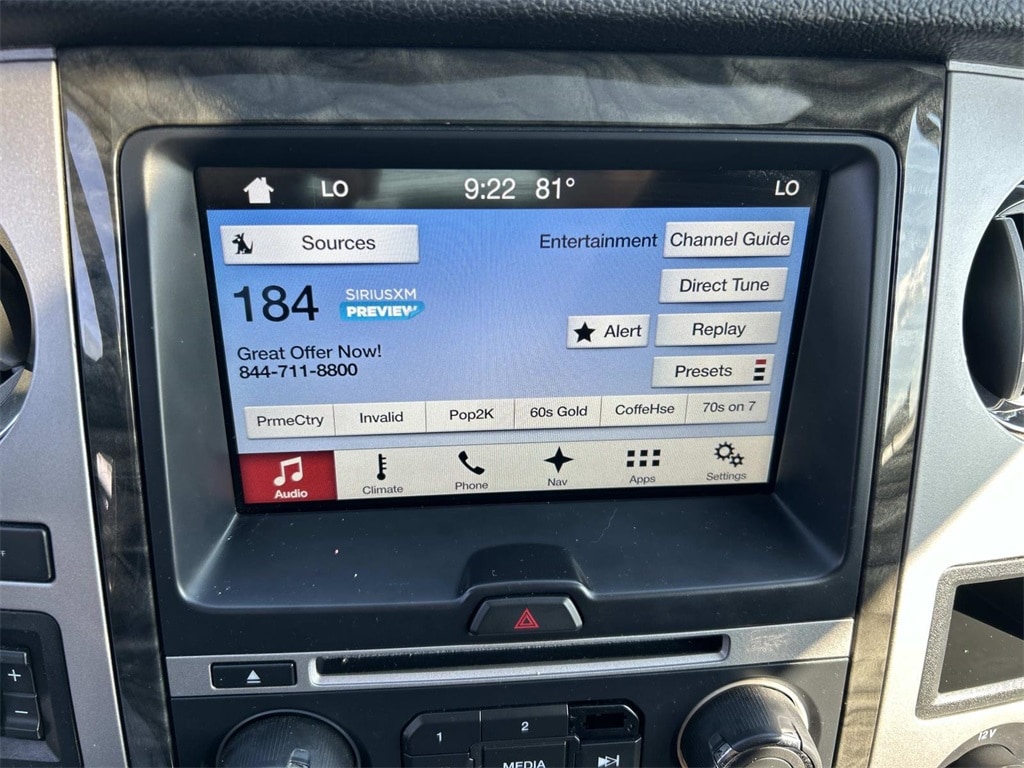 LO 9:22 81° LO
Sources
Entertainment
Channel Guide
184
SIRIUSXM
PREVIEW
Direct Tune
Alert
Replay
Great Offer Now!
844-711-8800
Presets
PrmeCtry Invalid Pop2K 60s Gold CoffeHse 70s on 7
Audio Climate Phone Nav Apps Settings
+
−
1 2
MEDIA
12V